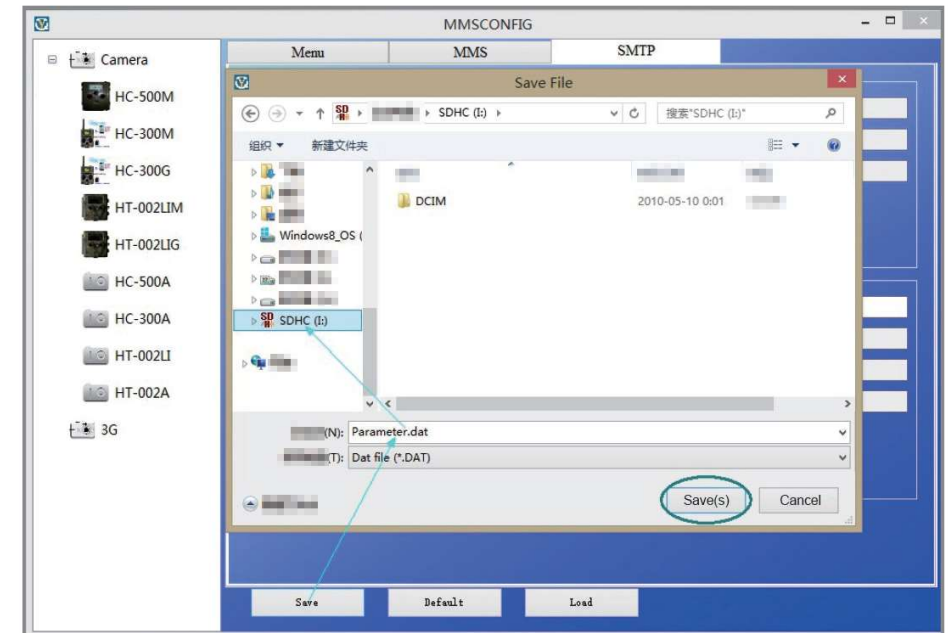 MMSCONFIG
Camera
HC-500M
HC-300M
HC-300G
HT-002LIM
HT-002LIG
HC-500A
HC-300A
HT-002LI
HT-002A
3G
Menu MMS SMTP
Save File
SDHC (I:)
搜索"SDHC (I:)"
组织 新建文件夹
DCIM 2010-05-10 0:01
Windows8_OS (
SDHC (I:)
(N): Parameter.dat
(T): Dat file (*.DAT)
Save(s) Cancel
Save Default Load